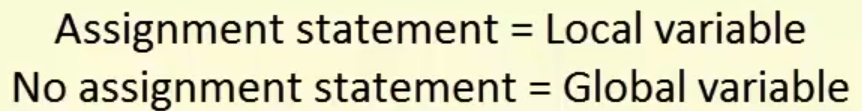 Assignment statement = Local variable
No assignment statement = Global variable